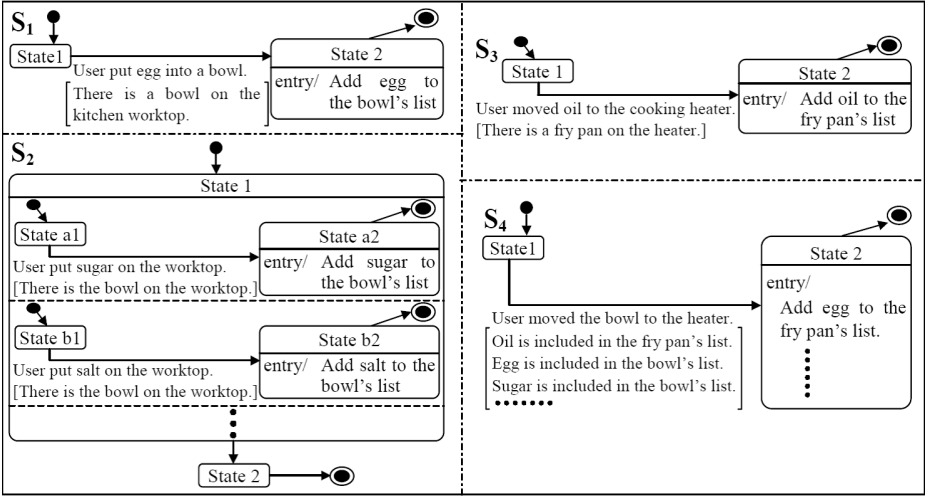 S1
State1
State 2
User put egg into a bowl.
There is a bowl on the
kitchen worktop.
entry/ Add egg to
the bowl's list
S2
State 1
State a1
State a2
User put sugar on the worktop.
[There is the bowl on the worktop.]
entry/ Add sugar to
the bowl's list
State b1
State b2
User put salt on the worktop.
[There is the bowl on the worktop.]
entry/ Add salt to the
bowl's list
State 2
S3
State 1
State 2
User moved oil to the cooking heater.
[There is a fry pan on the heater.]
entry/ Add oil to the
fry pan's list
S4
State1
State 2
User moved the bowl to the heater.
Oil is included in the fry pan's list.
Egg is included in the bowl's list.
Sugar is included in the bowl's list.
entry/
Add egg to the
fry pan's list.